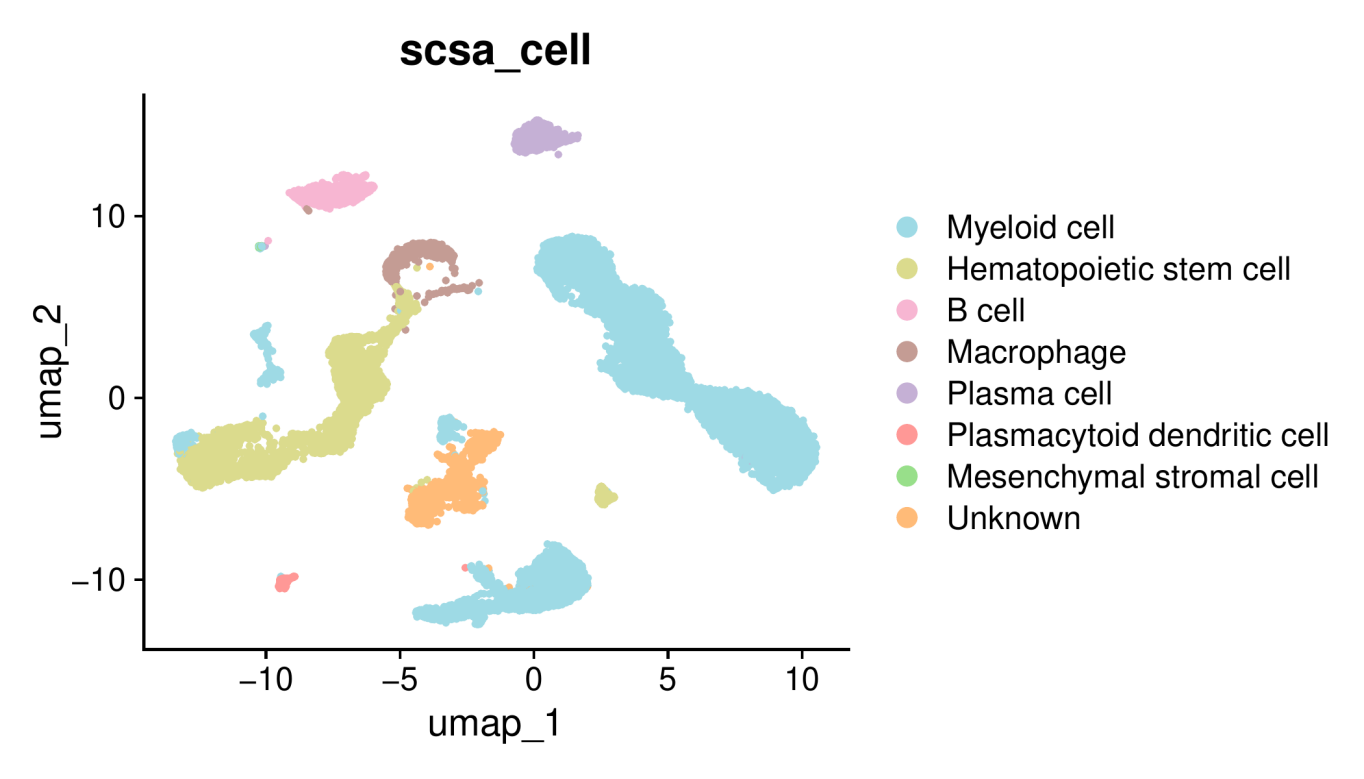 scsa_cell
10
0
−10
umap_2
−10
−5
0
5
10
umap_1
Myeloid cell
Hematopoietic stem cell
B cell
Macrophage
Plasma cell
Plasmacytoid dendritic cell
Mesenchymal stromal cell
Unknown